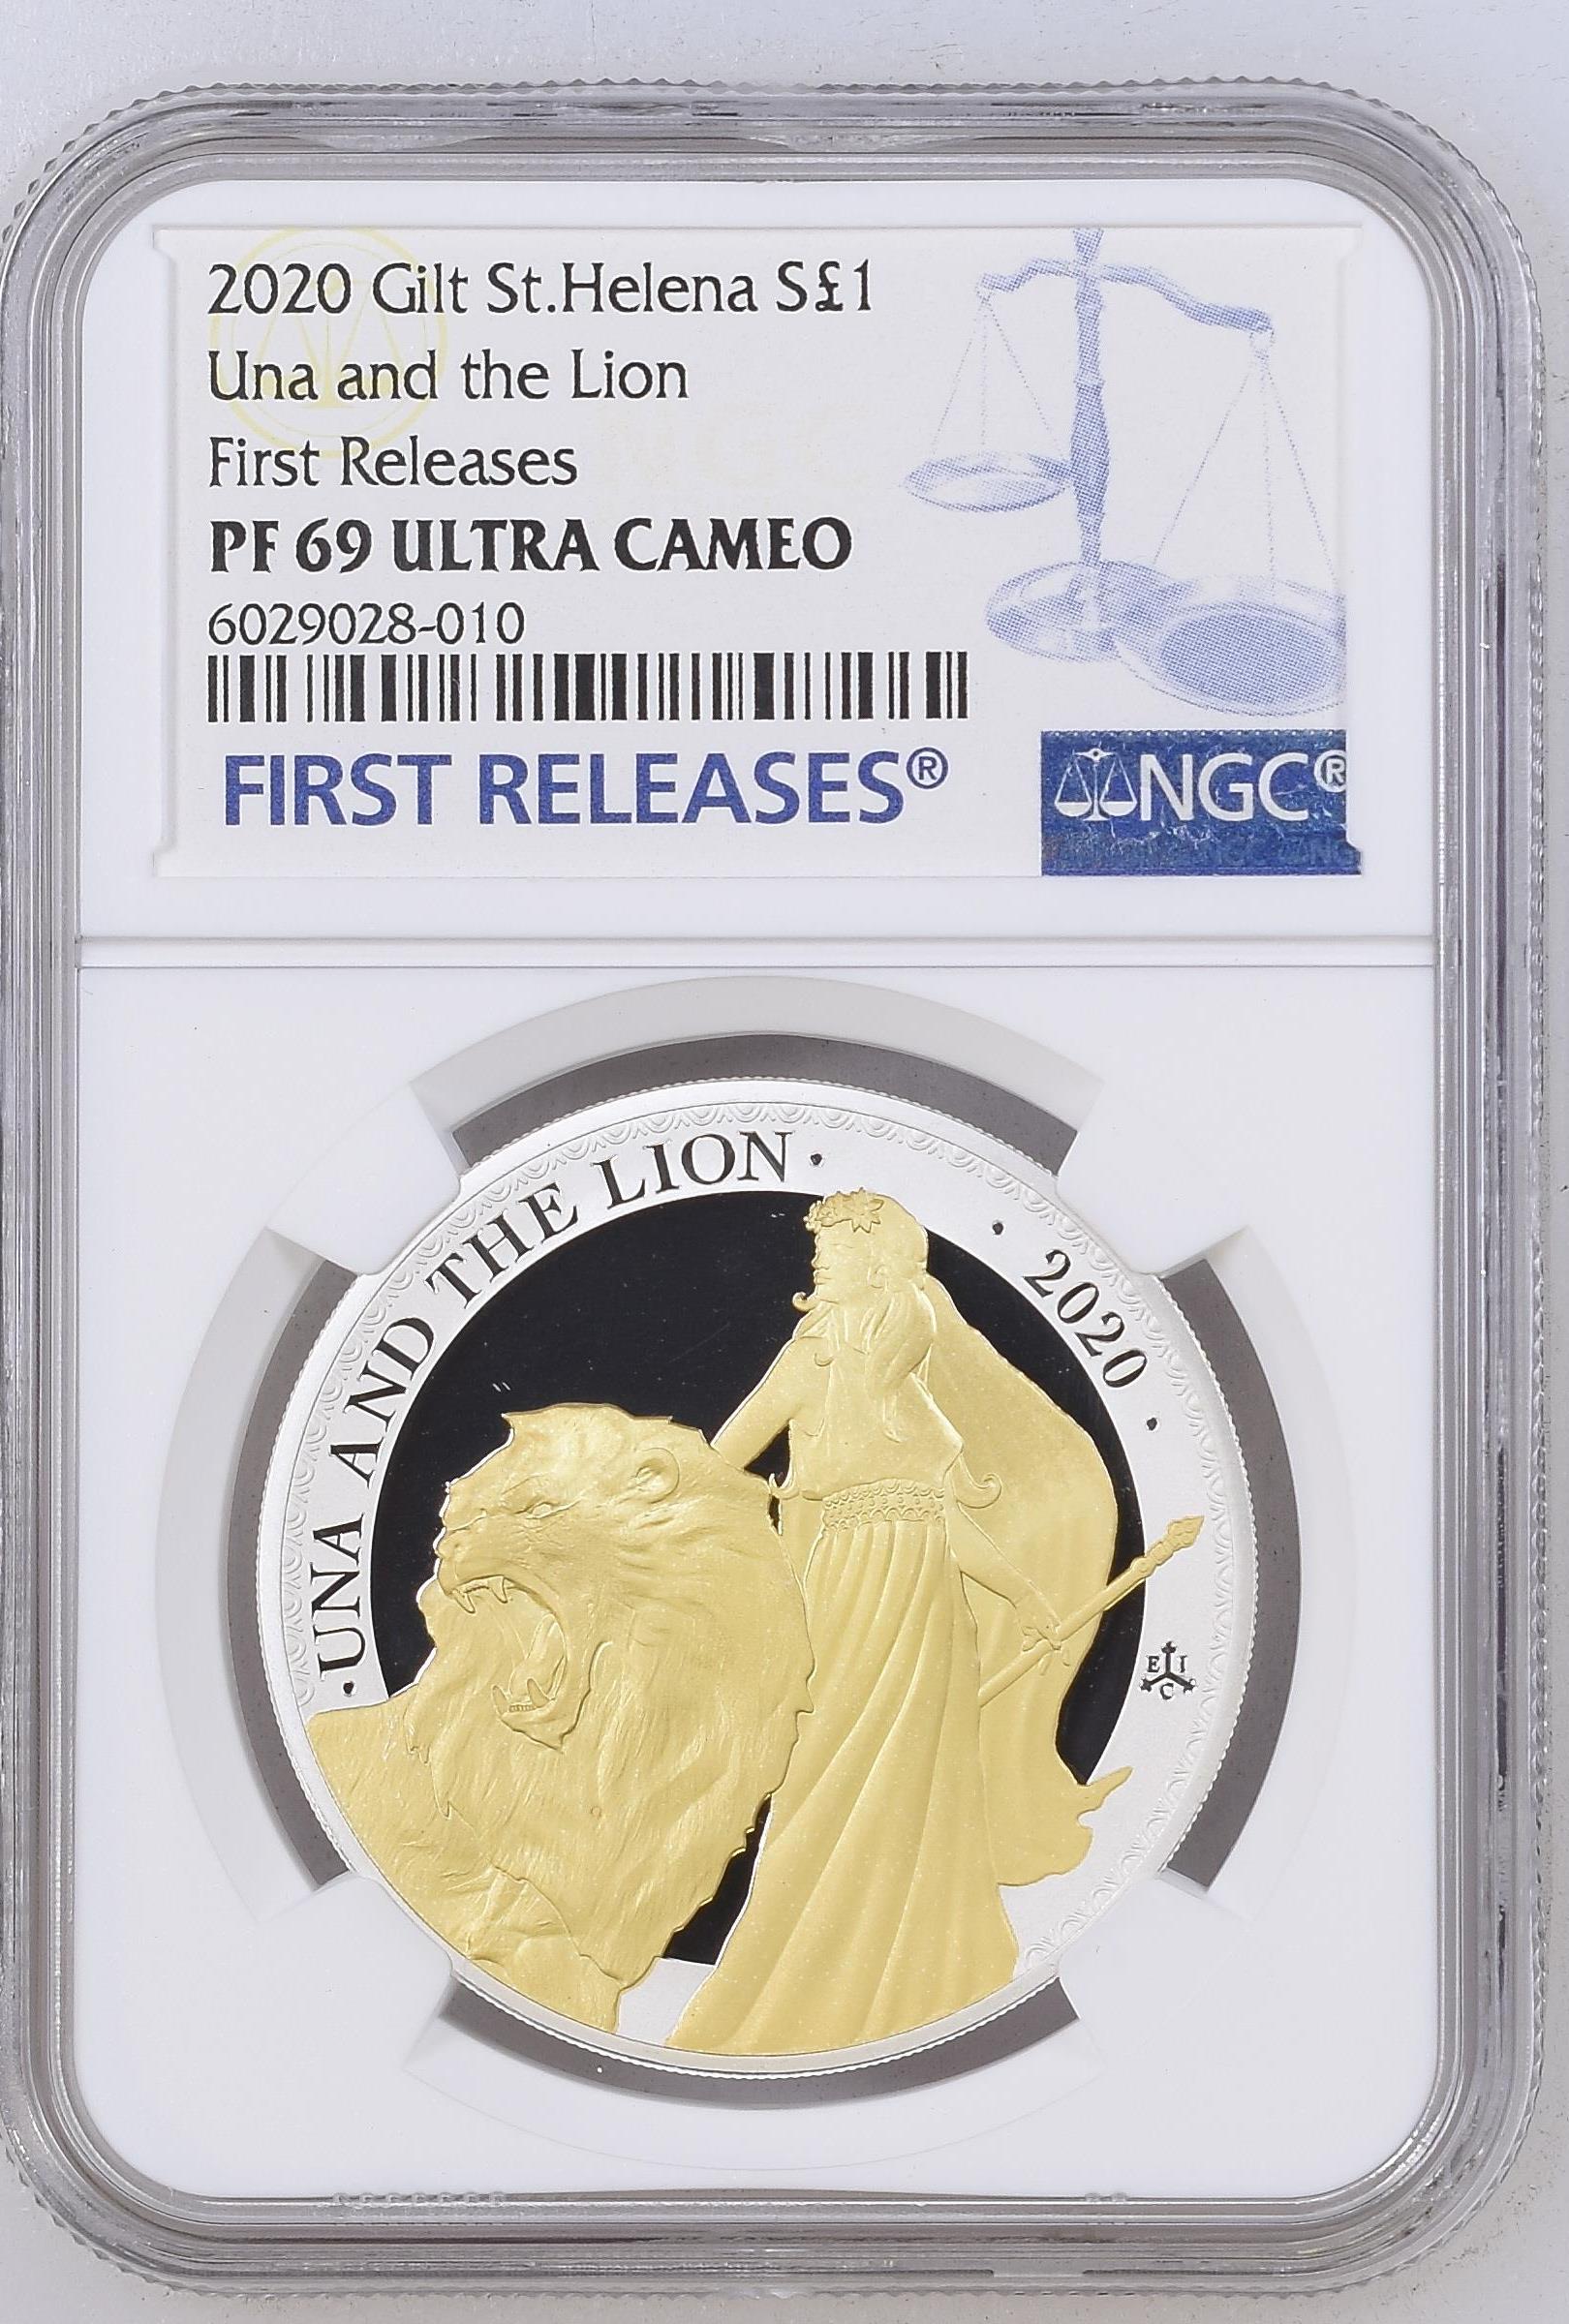 2020 Gilt St.Helena S£1
Una and the Lion
First Releases
PF 69 ULTRA CAMEO
6029028-010
FIRST RELEASES®
NGC®
· UNA AND THE LION ·
· 2020 ·
E I
C